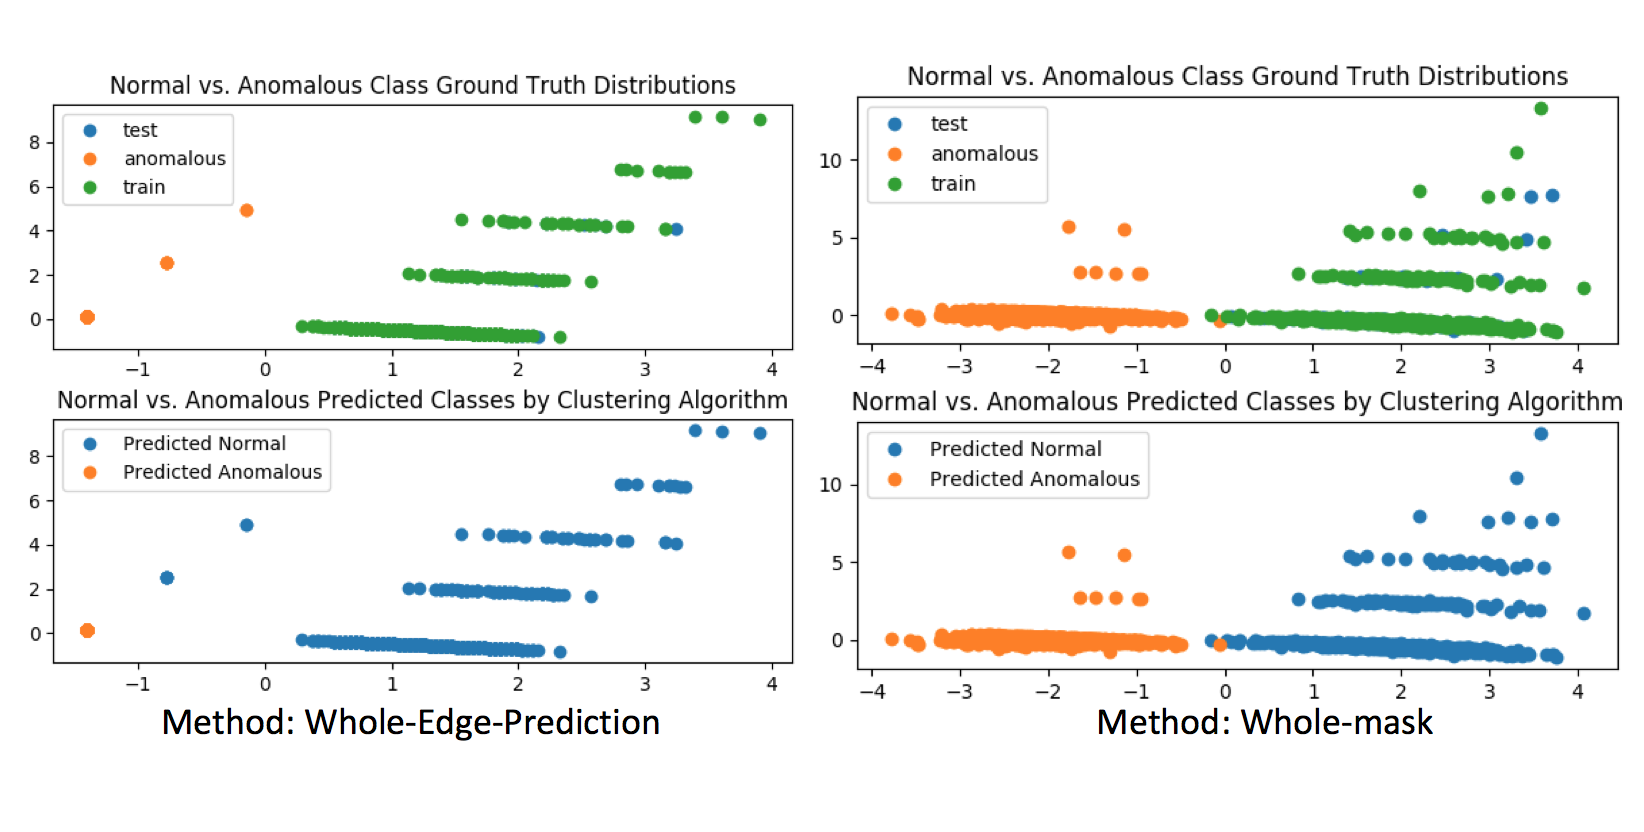 Normal vs. Anomalous Class Ground Truth Distributions
test
anomalous
train
8
6
4
2
0
−1 0 1 2 3 4
Normal vs. Anomalous Predicted Classes by Clustering Algorithm
Predicted Normal
Predicted Anomalous
8
6
4
2
0
−1 0 1 2 3 4
Method: Whole-Edge-Prediction
Normal vs. Anomalous Class Ground Truth Distributions
test
anomalous
train
10
5
0
−4 −3 −2 −1 0 1 2 3 4
Normal vs. Anomalous Predicted Classes by Clustering Algorithm
Predicted Normal
Predicted Anomalous
10
5
0
−4 −3 −2 −1 0 1 2 3 4
Method: Whole-mask